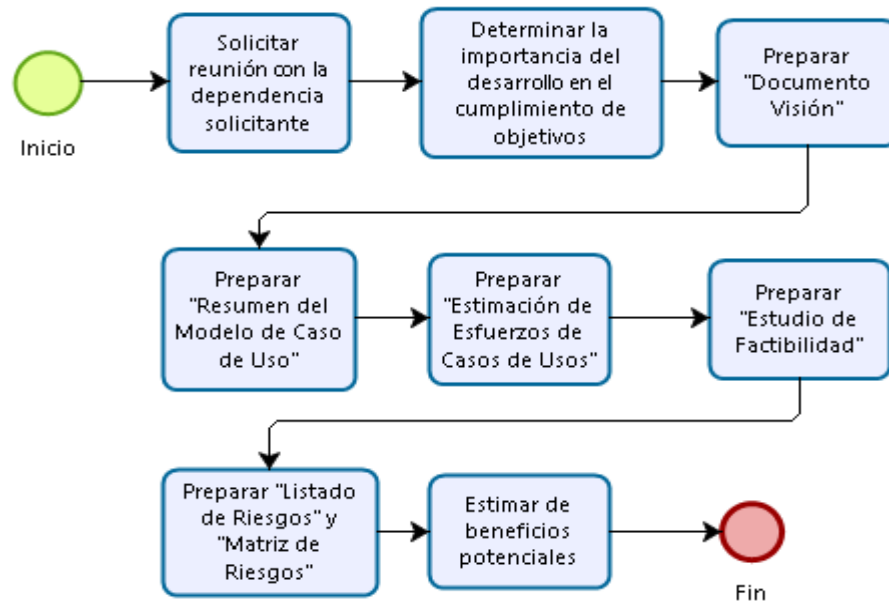 Solicitar
reunión con la
dependencia
solicitante
Determinar la
importancia del
desarrollo en el
cumplimiento de
objetivos
Preparar
"Documento
Visión"
Inicio
Preparar
"Resumen del
Modelo de Caso
de Uso"
Preparar
"Estimación de
Esfuerzos de
Casos de Usos"
Preparar
"Estudio de
Factibilidad"
Preparar "Listado
de Riesgos" y
"Matriz de
Riesgos"
Estimar de
beneficios
potenciales
Fin